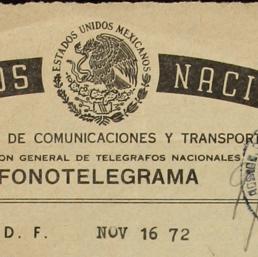 ESTADOS UNIDOS MEXICANOS
OS NACI
DE COMUNICACIONES Y TRANSPORT
ON GENERAL DE TELEGRAFOS NACIONALES
FONOTELEGRAMA
D. F. NOV 16 72